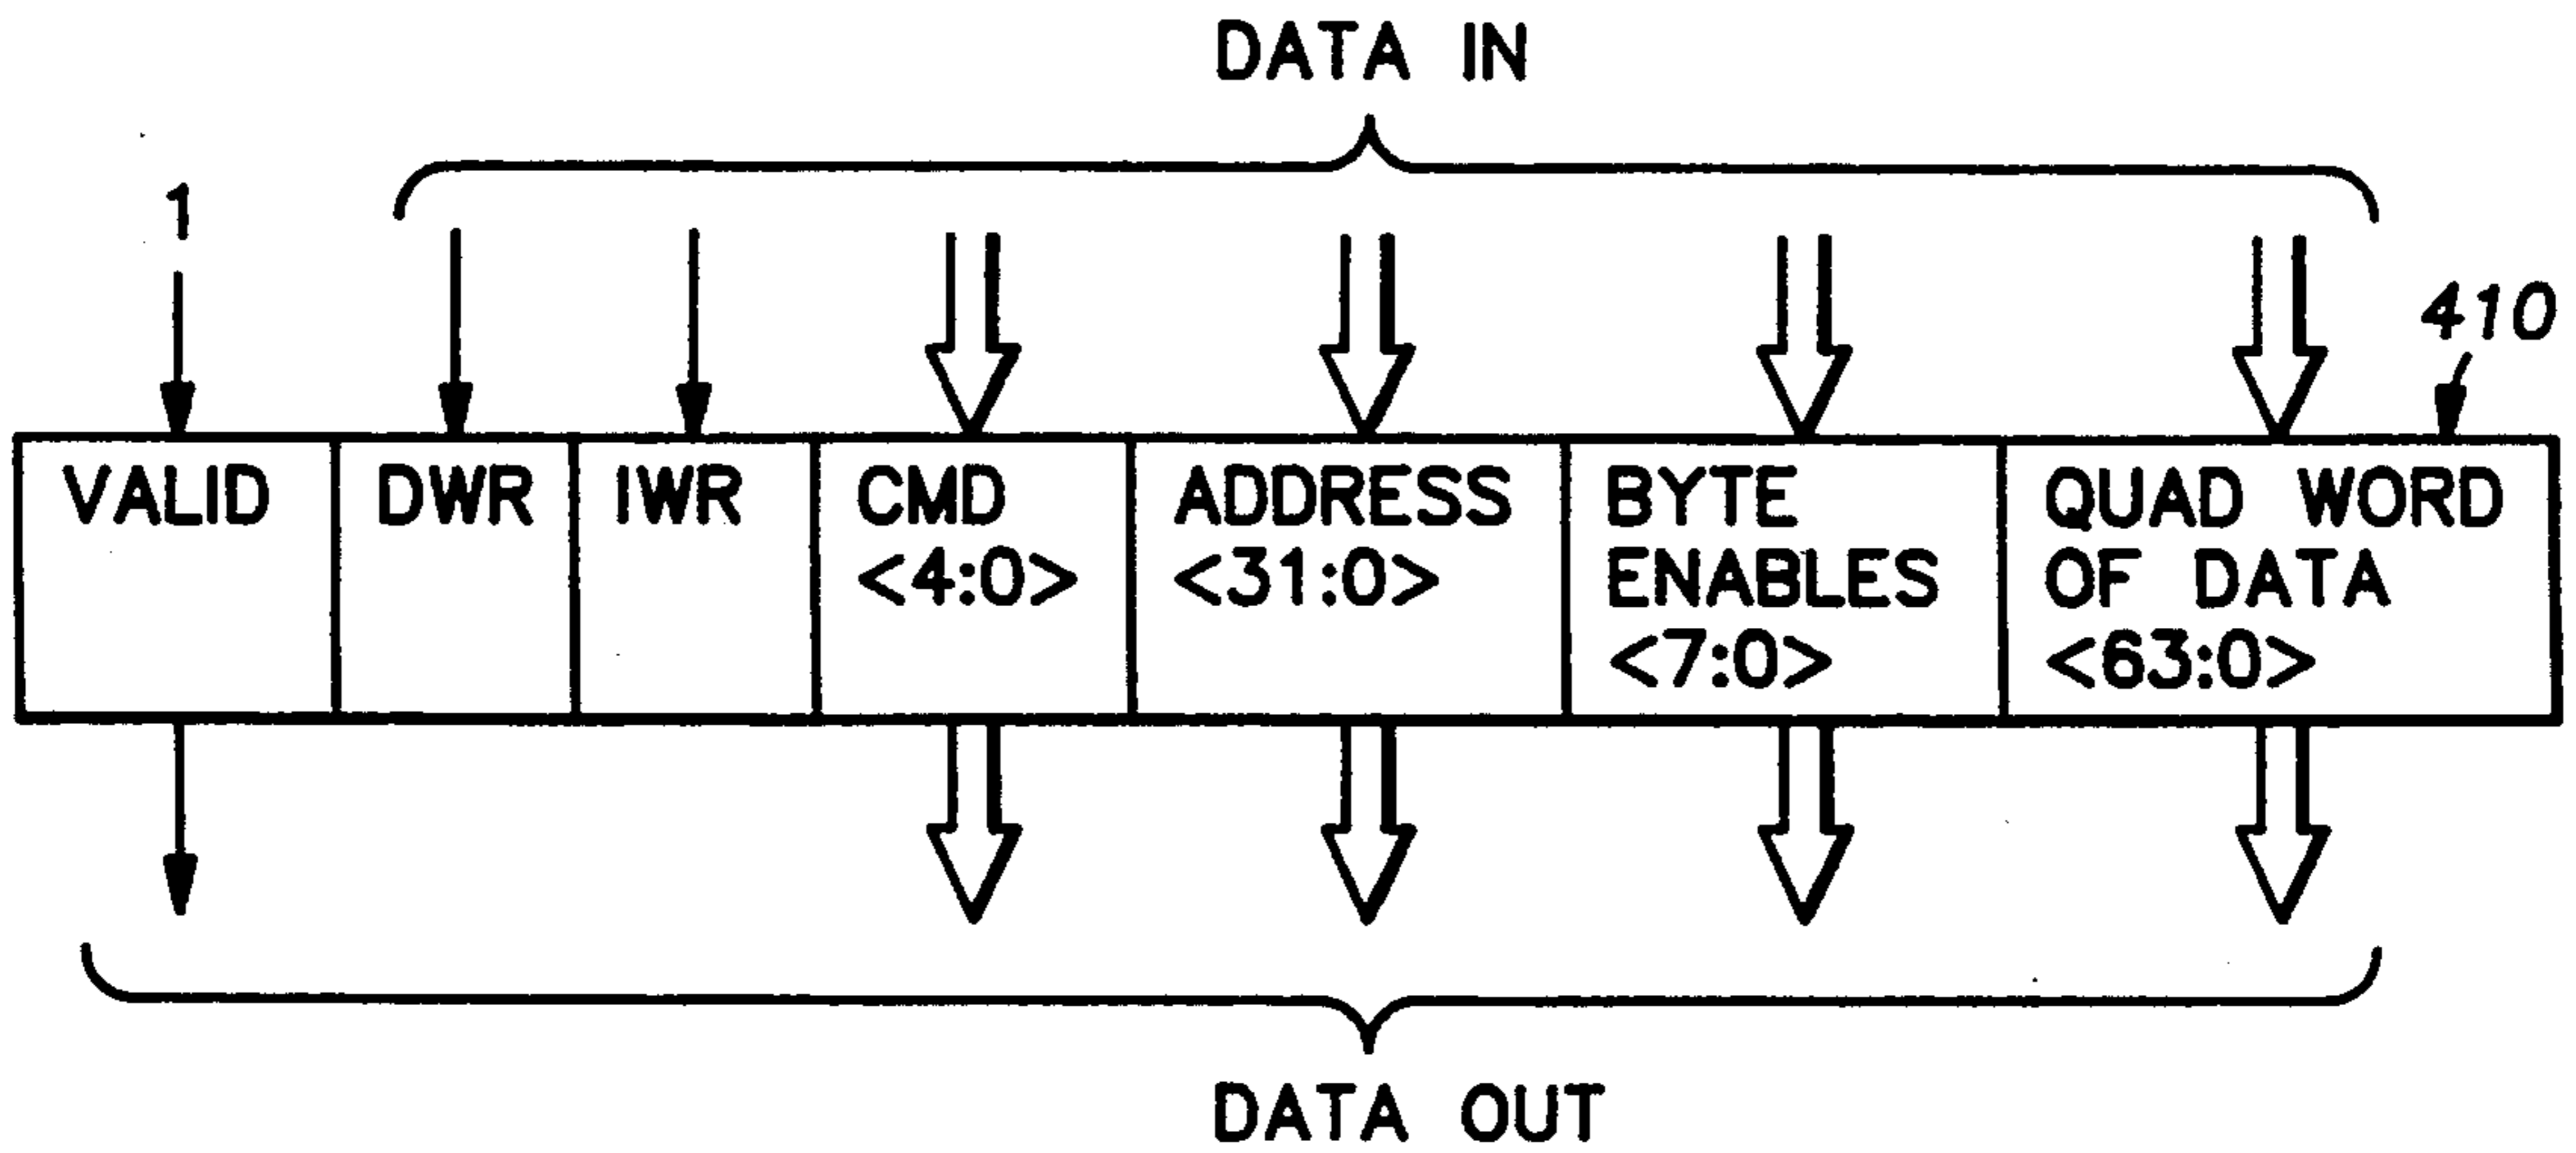 DATA IN
1
410
VALID
DWR
IWR
CMD
<4:0>
ADDRESS
<31:0>
BYTE
ENABLES
<7:0>
QUAD WORD
OF DATA
<63:0>
DATA OUT